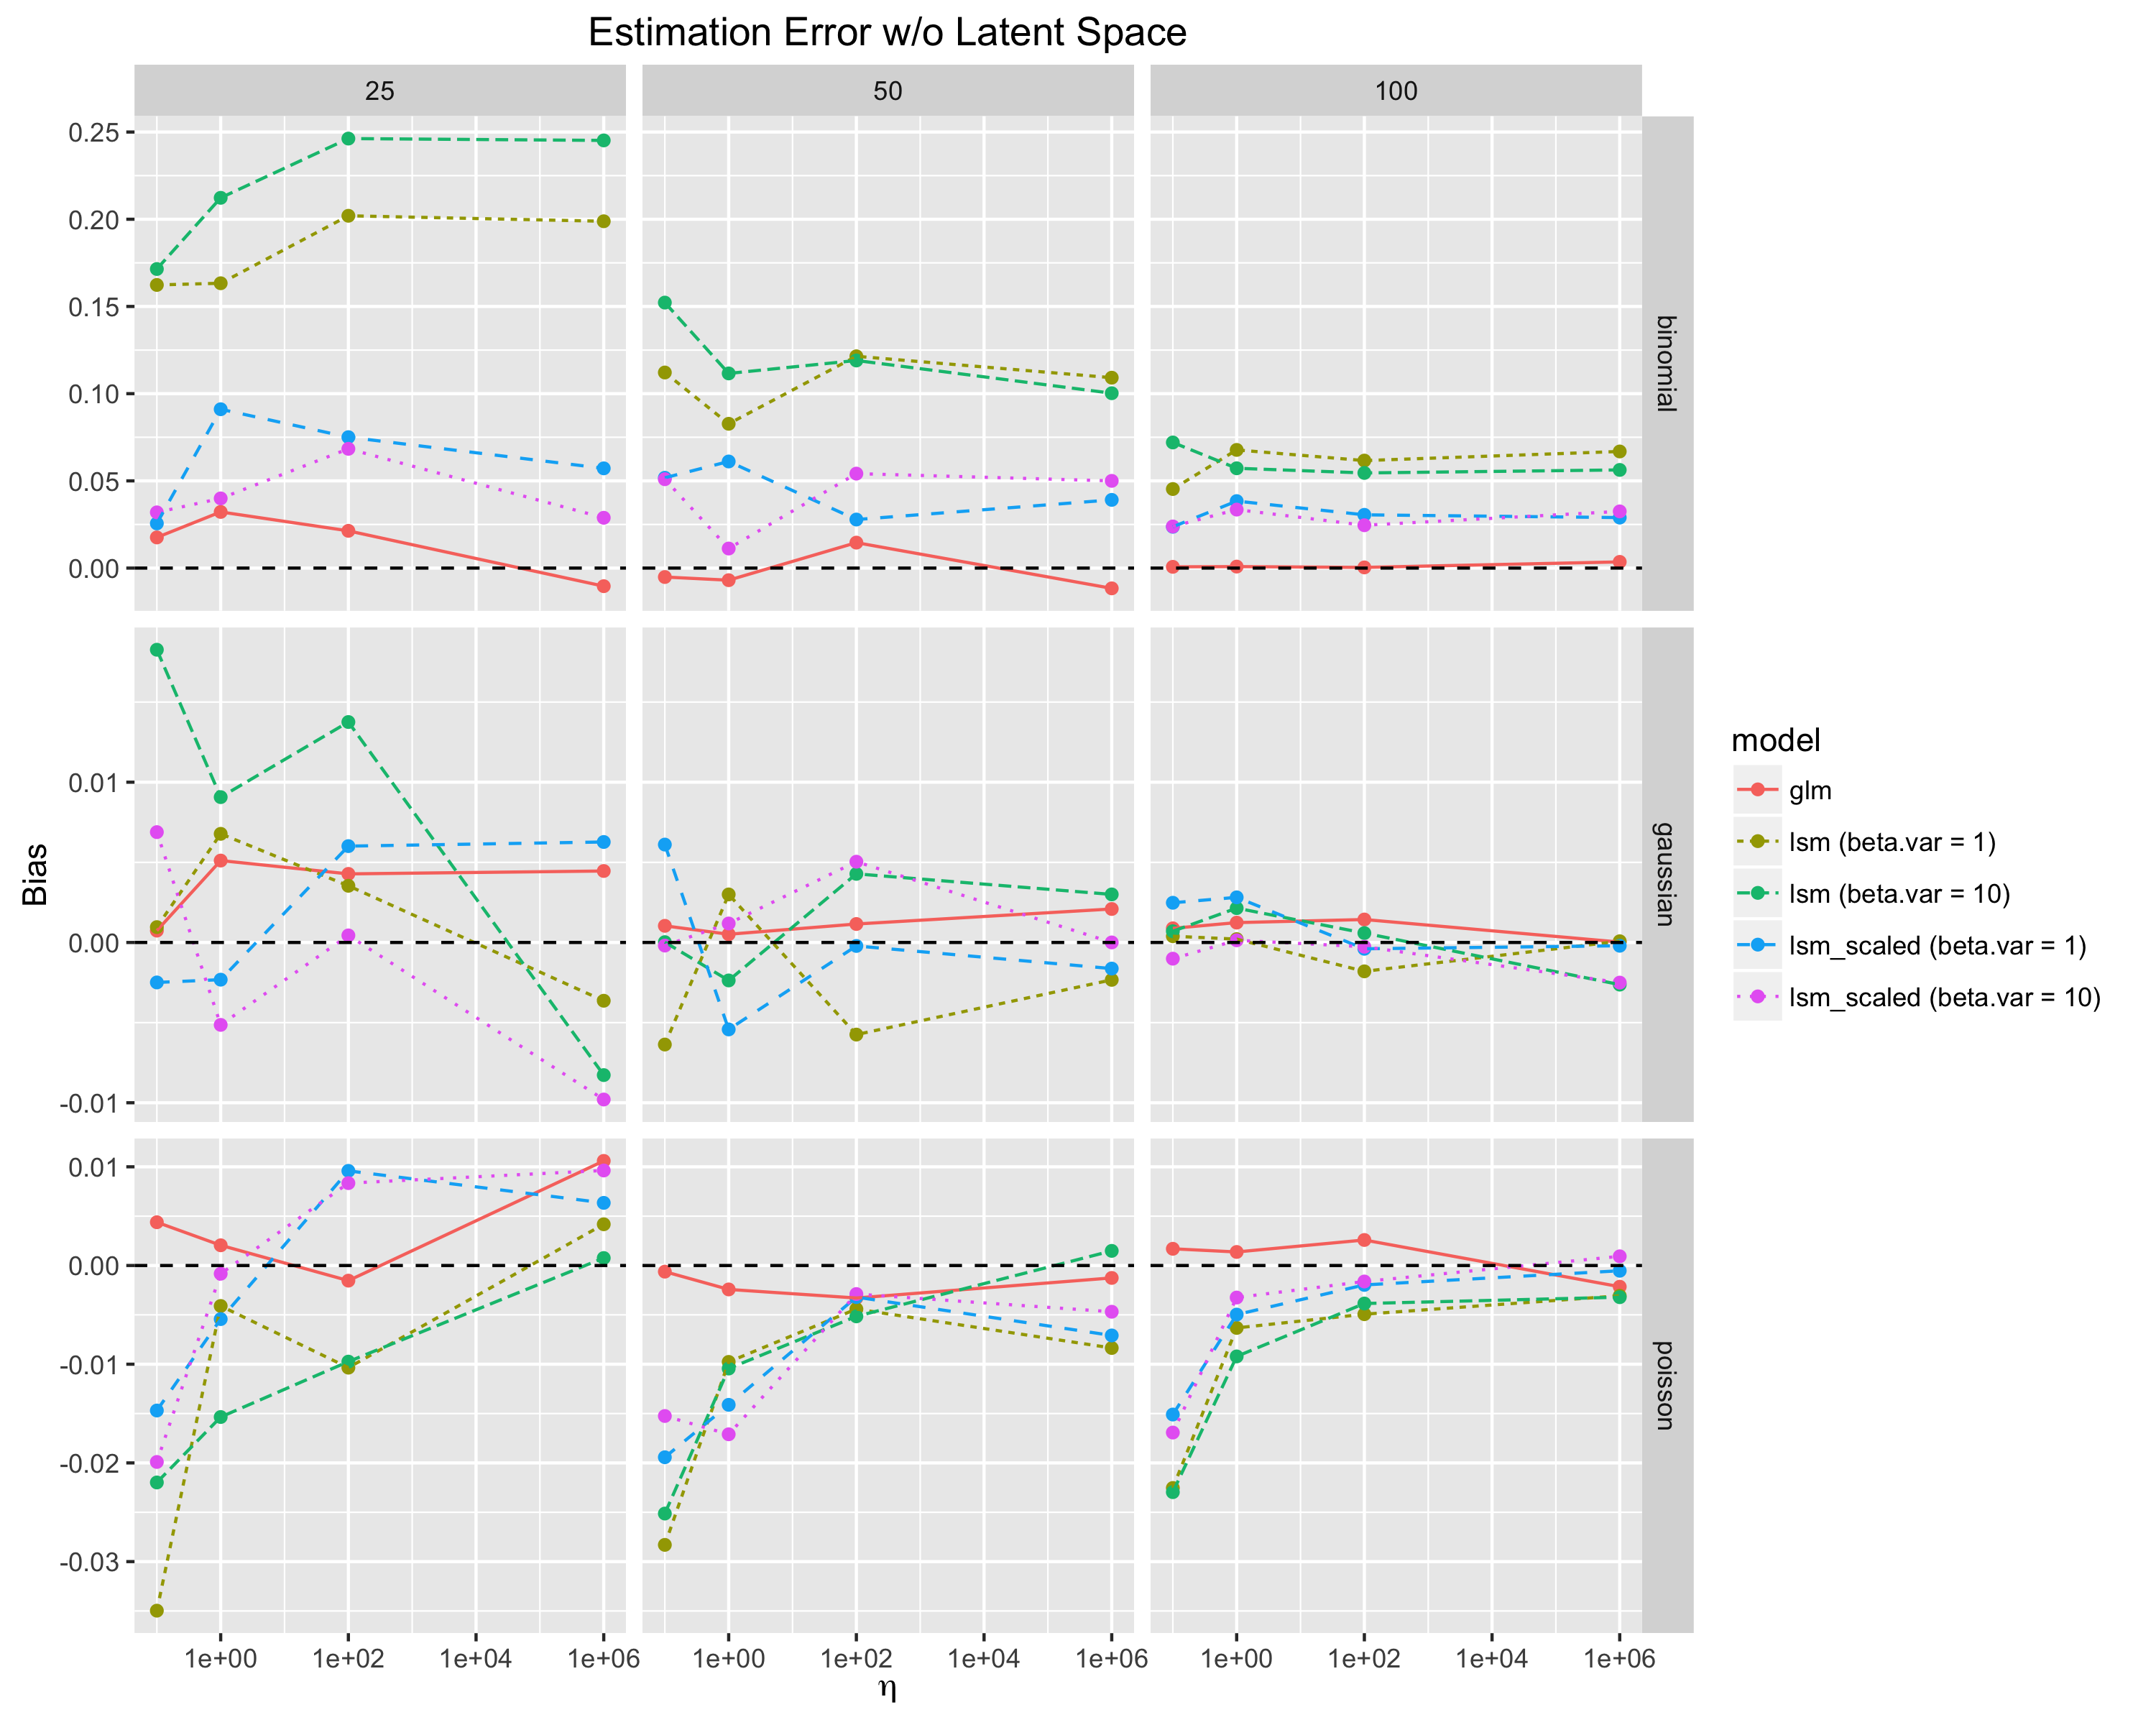 Estimation Error w/o Latent Space
25 50 100
0.25
0.20
0.15
0.10
0.05
0.00
binomial
0.01
0.00
-0.01
gaussian
0.01
0.00
-0.01
-0.02
-0.03
poisson
Bias
1e+00 1e+02 1e+04 1e+06 1e+00 1e+02 1e+04 1e+06 1e+00 1e+02 1e+04 1e+06
η
model
glm
lsm (beta.var = 1)
lsm (beta.var = 10)
lsm_scaled (beta.var = 1)
lsm_scaled (beta.var = 10)